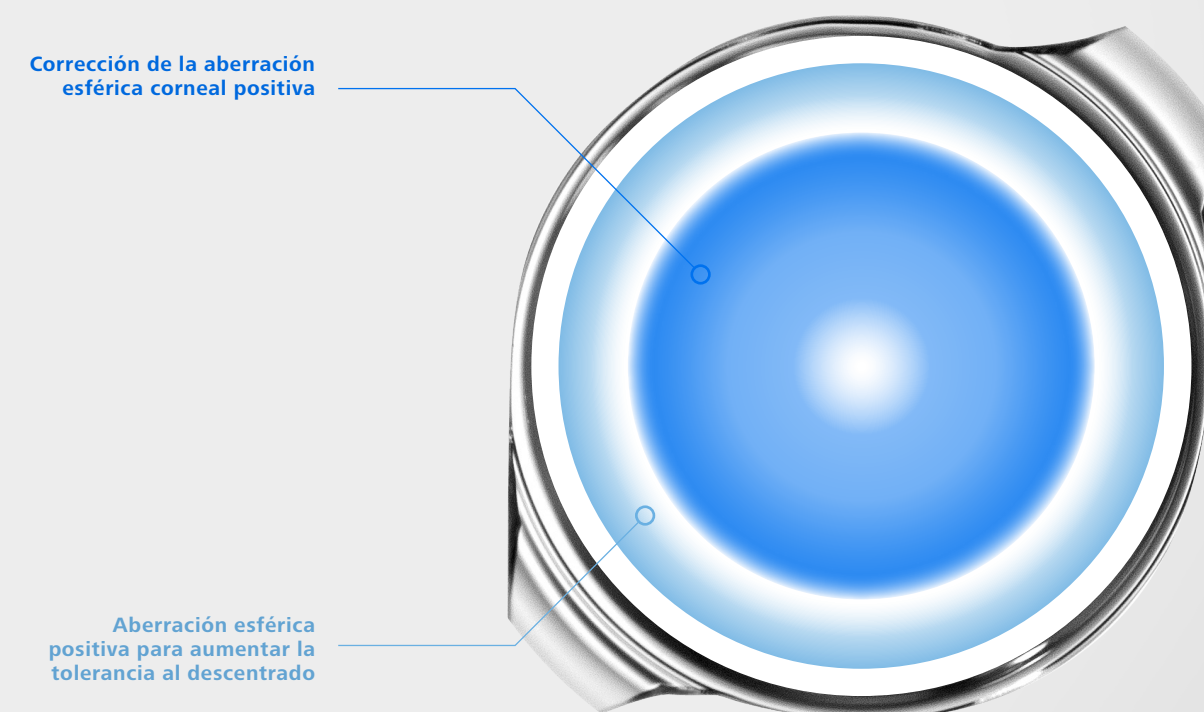 Corrección de la aberración
esférica corneal positiva
Aberración esférica
positiva para aumentar la
tolerancia al descentrado